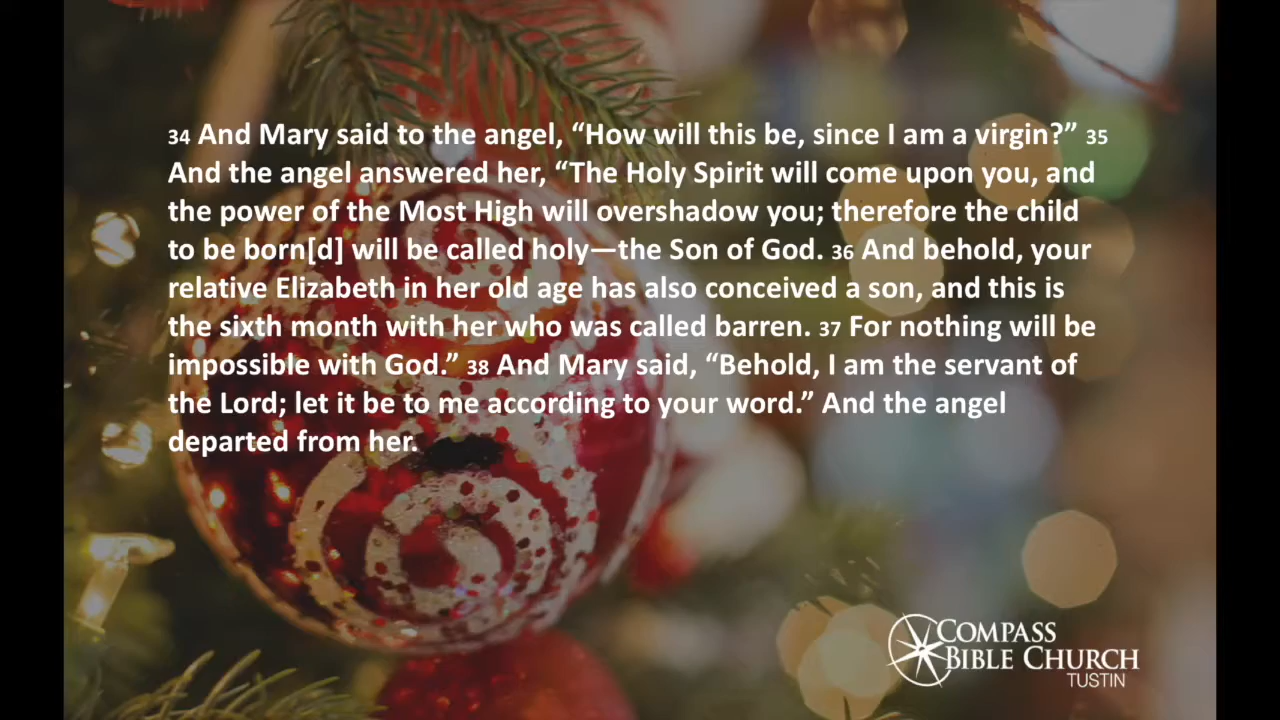 34 And Mary said to the angel, “How will this be, since I am a virgin?” 35
And the angel answered her, “The Holy Spirit will come upon you, and
the power of the Most High will overshadow you; therefore the child
to be born[d] will be called holy—the Son of God. 36 And behold, your
relative Elizabeth in her old age has also conceived a son, and this is
the sixth month with her who was called barren. 37 For nothing will be
impossible with God.” 38 And Mary said, “Behold, I am the servant of
the Lord; let it be to me according to your word.” And the angel
departed from her.
COMPASS
BIBLE CHURCH
TUSTIN